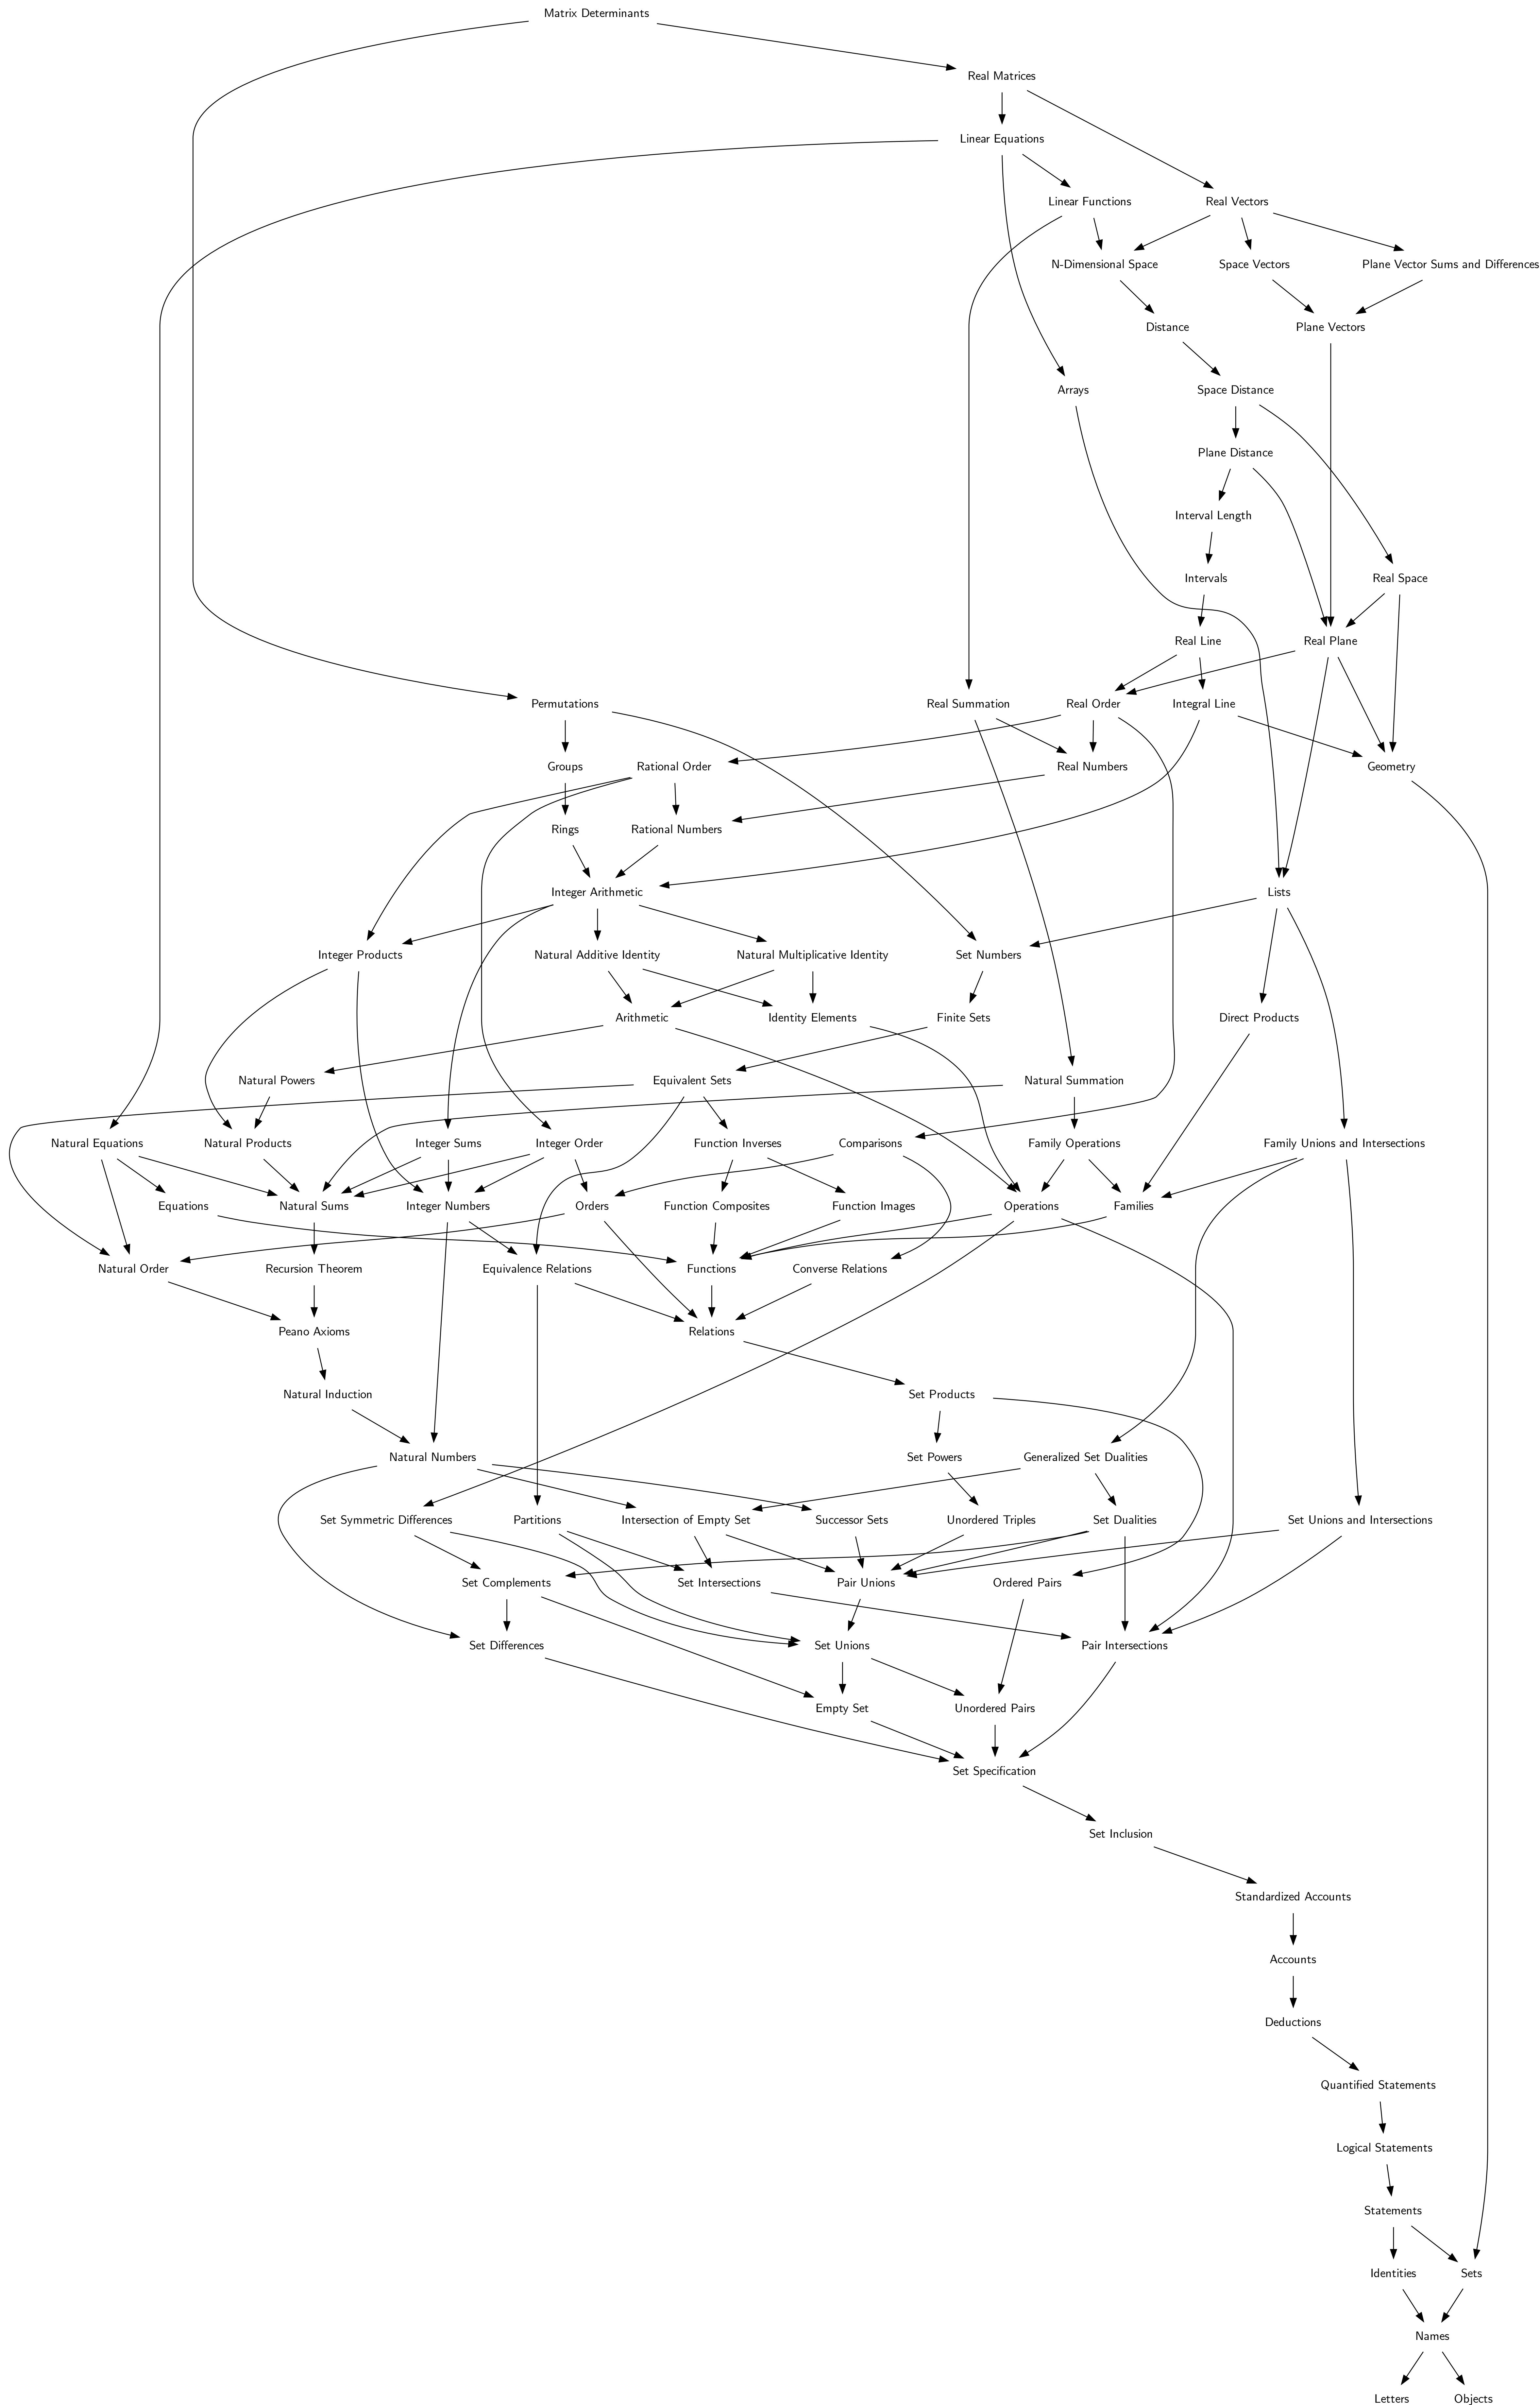 Matrix Determinants
Real Matrices
Linear Equations
Linear Functions
Real Vectors
N-Dimensional Space
Space Vectors
Plane Vector Sums and Differences
Distance
Plane Vectors
Arrays
Space Distance
Plane Distance
Interval Length
Intervals
Real Space
Real Line
Real Plane
Permutations
Real Summation
Real Order
Integral Line
Groups
Rational Order
Real Numbers
Geometry
Rings
Rational Numbers
Integer Arithmetic
Lists
Integer Products
Natural Additive Identity
Natural Multiplicative Identity
Set Numbers
Arithmetic
Identity Elements
Finite Sets
Direct Products
Natural Powers
Equivalent Sets
Natural Summation
Natural Equations
Natural Products
Integer Sums
Integer Order
Function Inverses
Comparisons
Family Operations
Family Unions and Intersections
Equations
Natural Sums
Integer Numbers
Orders
Function Composites
Function Images
Operations
Families
Natural Order
Recursion Theorem
Equivalence Relations
Functions
Converse Relations
Peano Axioms
Relations
Natural Induction
Set Products
Natural Numbers
Set Powers
Generalized Set Dualities
Set Symmetric Differences
Partitions
Intersection of Empty Set
Successor Sets
Unordered Triples
Set Dualities
Set Unions and Intersections
Set Complements
Set Intersections
Pair Unions
Ordered Pairs
Set Differences
Set Unions
Pair Intersections
Empty Set
Unordered Pairs
Set Specification
Set Inclusion
Standardized Accounts
Accounts
Deductions
Quantified Statements
Logical Statements
Statements
Identities
Sets
Names
Letters
Objects